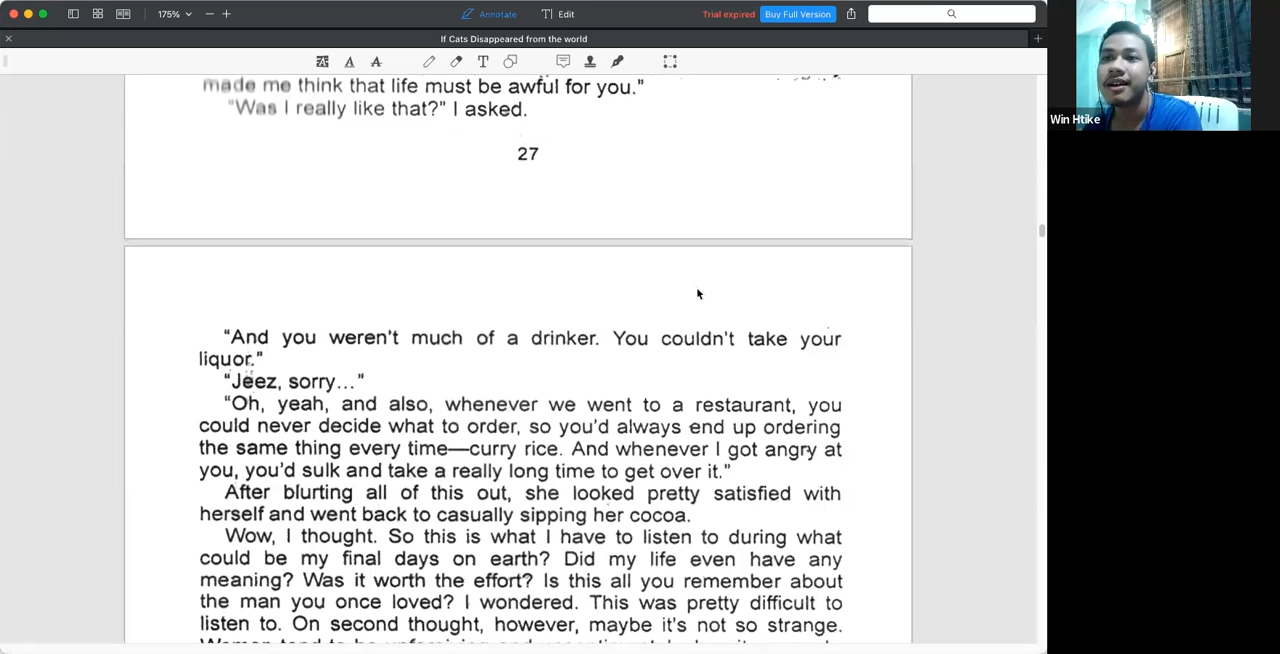 175%
Annotate
Edit
Trial expired
Buy Full Version
If Cats Disappeared from the world
made me think that life must be awful for you.”
“Was I really like that?” I asked.
27
“And you weren't much of a drinker. You couldn't take your
liquor.”
“Jeez, sorry…”
“Oh, yeah, and also, whenever we went to a restaurant, you
could never decide what to order, so you'd always end up ordering
the same thing every time—curry rice. And whenever I got angry at
you, you'd sulk and take a really long time to get over it.”
After blurting all of this out, she looked pretty satisfied with
herself and went back to casually sipping her cocoa.
Wow, I thought. So this is what I have to listen to during what
could be my final days on earth? Did my life even have any
meaning? Was it worth the effort? Is this all you remember about
the man you once loved? I wondered. This was pretty difficult to
listen to. On second thought, however, maybe it's not so strange.
Win Htike